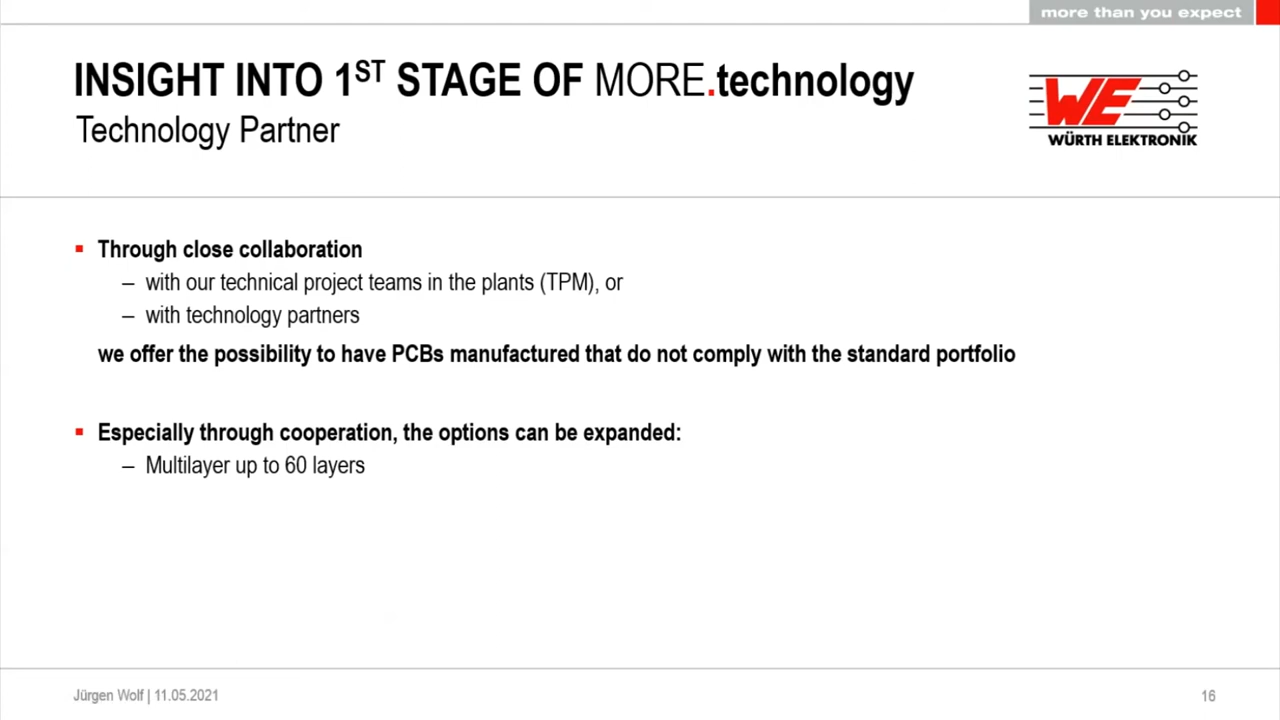 more than you expect
INSIGHT INTO 1ST STAGE OF MORE.technology
Technology Partner
WE
WÜRTH ELEKTRONIK
▪ Through close collaboration
– with our technical project teams in the plants (TPM), or
– with technology partners
we offer the possibility to have PCBs manufactured that do not comply with the standard portfolio
▪ Especially through cooperation, the options can be expanded:
– Multilayer up to 60 layers
Jürgen Wolf | 11.05.2021
16